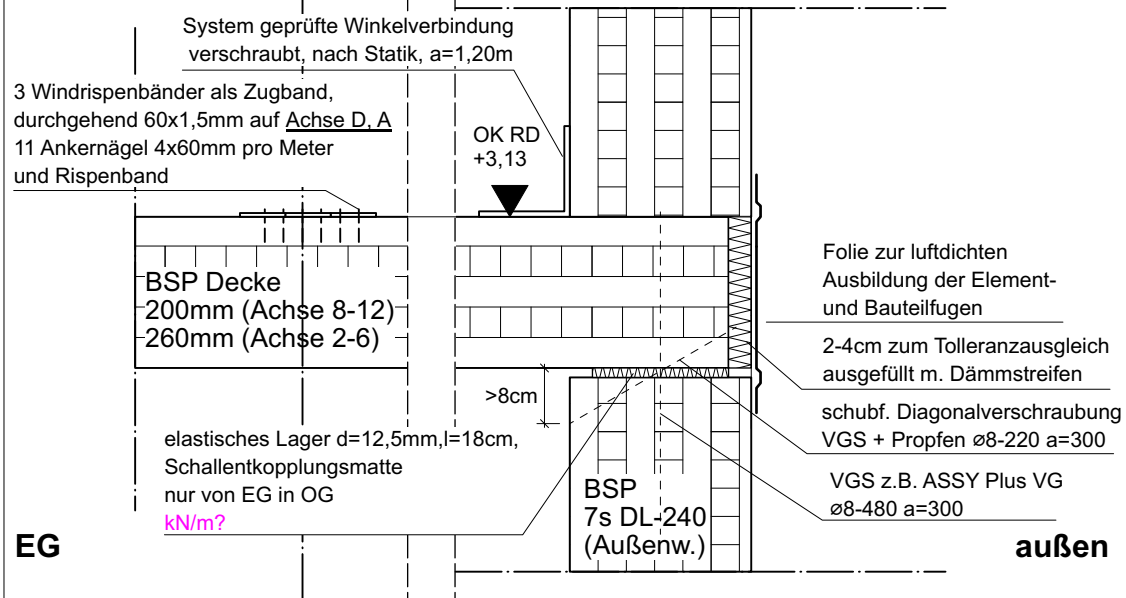 System geprüfte Winkelverbindung
verschraubt, nach Statik, a=1,20m
3 Windrispenbänder als Zugband,
durchgehend 60x1,5mm auf Achse D, A
11 Ankernägel 4x60mm pro Meter
und Rispenband
OK RD
+3,13
BSP Decke
200mm (Achse 8-12)
260mm (Achse 2-6)
Folie zur luftdichten
Ausbildung der Element-
und Bauteilfugen
2-4cm zum Tolleranzausgleich
ausgefüllt m. Dämmstreifen
>8cm
schubf. Diagonalverschraubung
VGS + Propfen ⌀8-220 a=300
elastisches Lager d=12,5mm,l=18cm,
Schallentkopplungsmatte
nur von EG in OG
kN/m?
BSP
7s DL-240
(Außenw.)
VGS z.B. ASSY Plus VG
⌀8-480 a=300
EG
außen